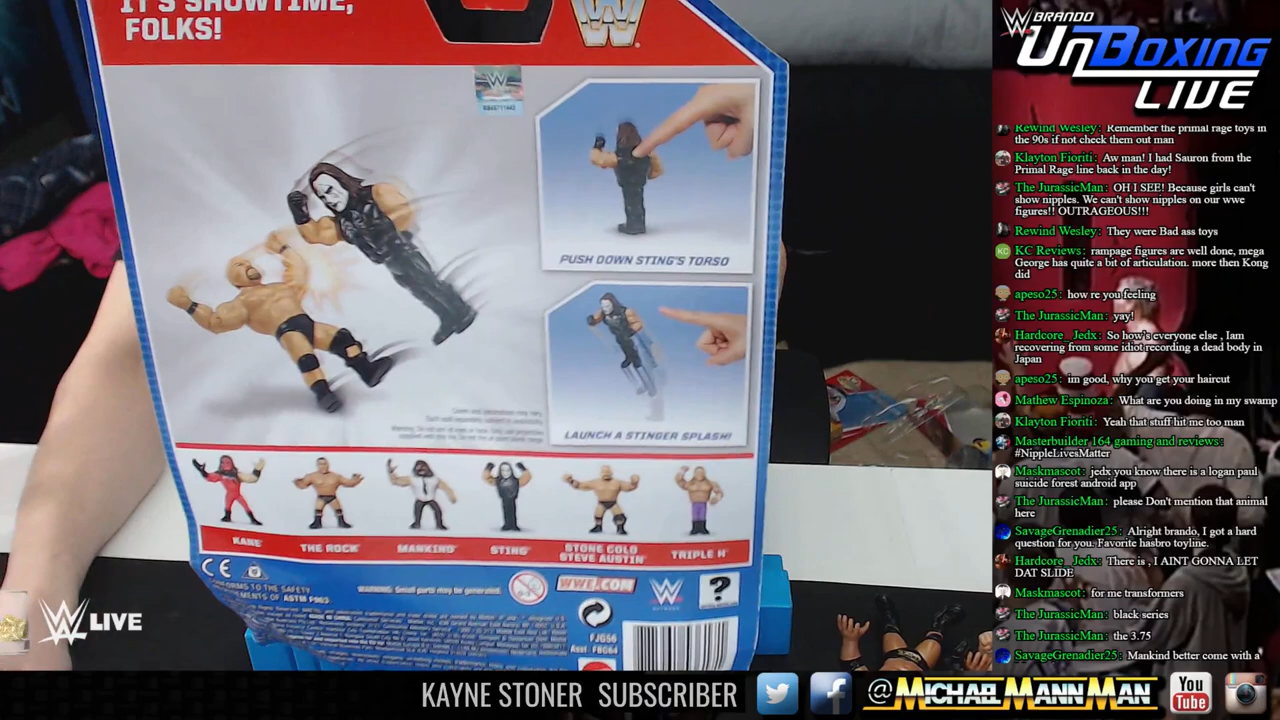 IT'S SHOWTIME,
FOLKS!
PUSH DOWN STING'S TORSO
LAUNCH A STINGER SPLASH!
KANE
THE ROCK
MANKIND
STING
STONE COLD
STEVE AUSTIN
TRIPLE H
CE
WARNING: Small parts may be generated.
WWE.COM
?
FJG56
Asst. FBG64
LIVE
KAYNE STONER SUBSCRIBER
@MICHAELMANNMAN
You
Tube
BRANDO
UnBoxing
LIVE
Rewind Wesley: Remember the primal rage toys in
the 90s if not check them out man
Klayton Fioriti: Aw man! I had Sauron from the
Primal Rage line back in the day!
The JurassicMan: OH I SEE! Because girls can't
show nipples. We can't show nipples on our wwe
figures!! OUTRAGEOUS!!!
Rewind Wesley: They were Bad ass toys
KC Reviews: rampage figures are well done, mega
George has quite a bit of articulation. more then Kong
did
apeso25: how re you feeling
The JurassicMan: yay!
Hardcore_Jedx: So how's everyone else , Iam
recovering from some idiot recording a dead body in
Japan
apeso25: im good, why you get your haircut
Mathew Espinoza: What are you doing in my swamp
Klayton Fioriti: Yeah that stuff hit me too man
Masterbuilder 164 gaming and reviews:
#NippleLivesMatter
Maskmascot: jedx you know there is a logan paul
suicide forest android app
The JurassicMan: please Don't mention that animal
here
SavageGrenadier25: Alright brando, I got a hard
question for you. Favorite hasbro toyline.
Hardcore_Jedx: There is , I AINT GONNA LET
DAT SLIDE
Maskmascot: for me transformers
The JurassicMan: black series
The JurassicMan: the 3.75
SavageGrenadier25: Mankind better come with a